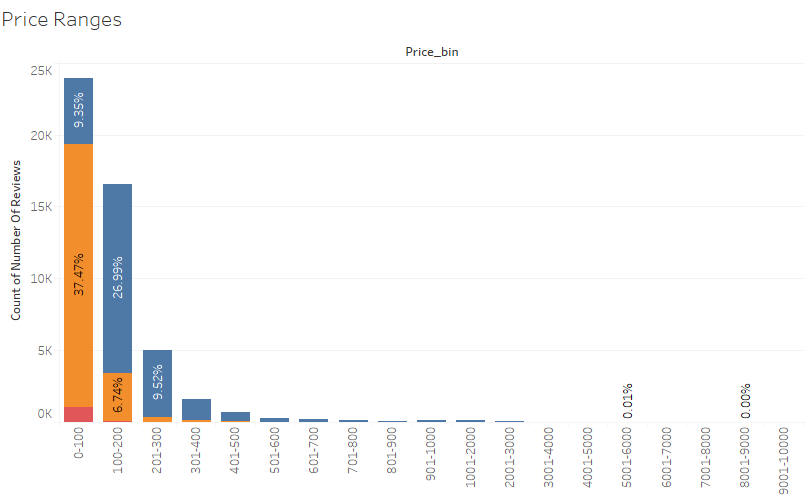 Price Ranges
Price_bin
25K
20K
15K
10K
5K
0K
Count of Number Of Reviews
9.35%
37.47%
26.99%
6.74%
9.52%
0.01%
0.00%
0-100
100-200
201-300
301-400
401-500
501-600
601-700
701-800
801-900
901-1000
1001-2000
2001-3000
3001-4000
4001-5000
5001-6000
6001-7000
7001-8000
8001-9000
9001-10000